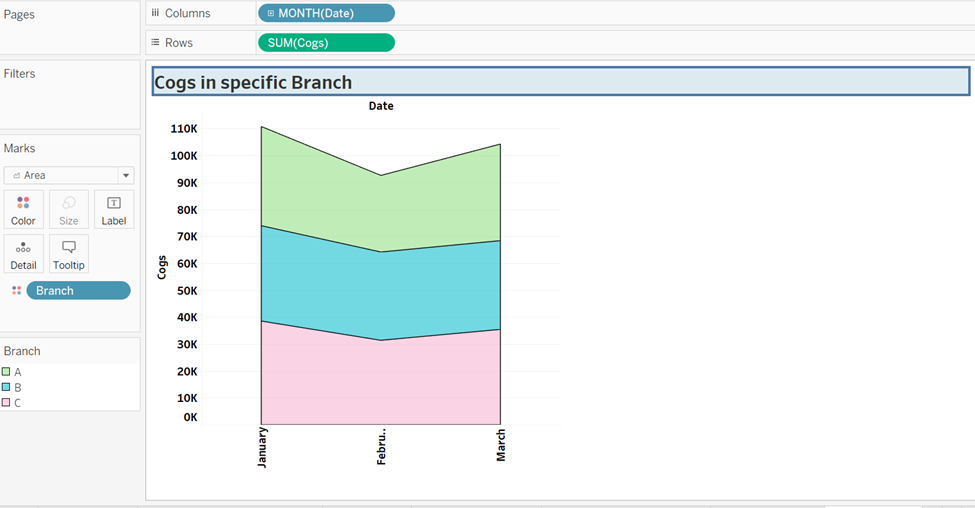 Pages
Columns
MONTH(Date)
Rows
SUM(Cogs)
Filters
Cogs in specific Branch
Date
110K
100K
90K
80K
70K
60K
50K
40K
30K
20K
10K
0K
Cogs
January
Febru..
March
Marks
Area
Color
Size
T
Label
Detail
Tooltip
Branch
Branch
A
B
C